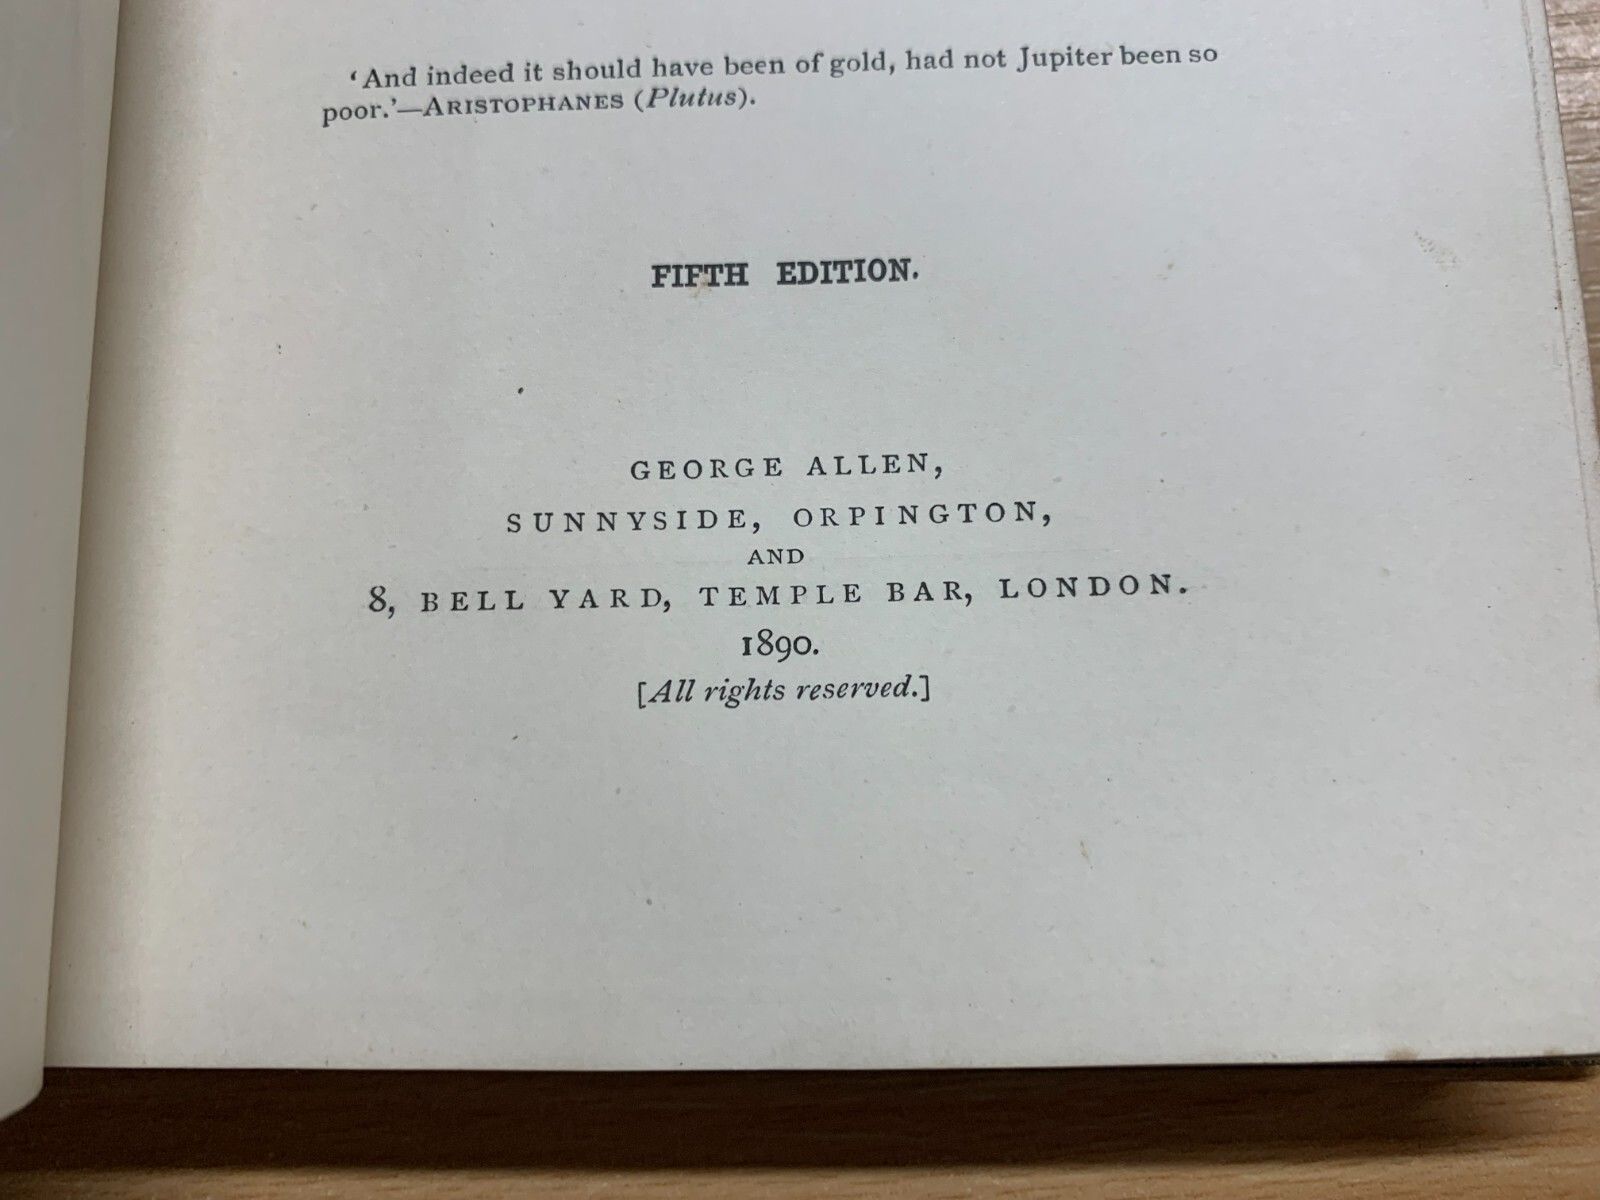 ‘And indeed it should have been of gold, had not Jupiter been so
poor.’—ARISTOPHANES (Plutus).
FIFTH EDITION.
GEORGE ALLEN,
SUNNYSIDE, ORPINGTON,
AND
8, BELL YARD, TEMPLE BAR, LONDON.
1890.
[All rights reserved.]